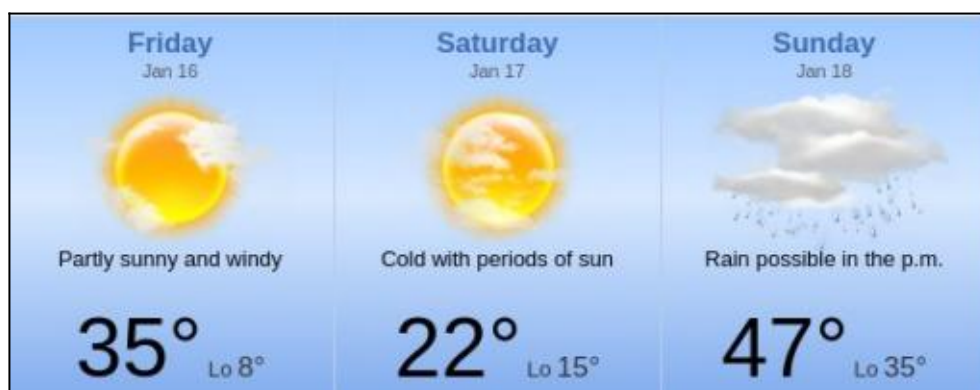 Friday
Jan 16
Partly sunny and windy
35° Lo 8°
Saturday
Jan 17
Cold with periods of sun
22° Lo 15°
Sunday
Jan 18
Rain possible in the p.m.
47° Lo 35°